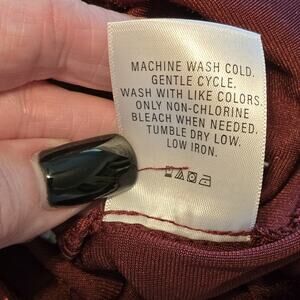 MACHINE WASH COLD.
GENTLE CYCLE.
WASH WITH LIKE COLORS.
ONLY NON-CHLORINE
BLEACH WHEN NEEDED.
TUMBLE DRY LOW.
LOW IRON.